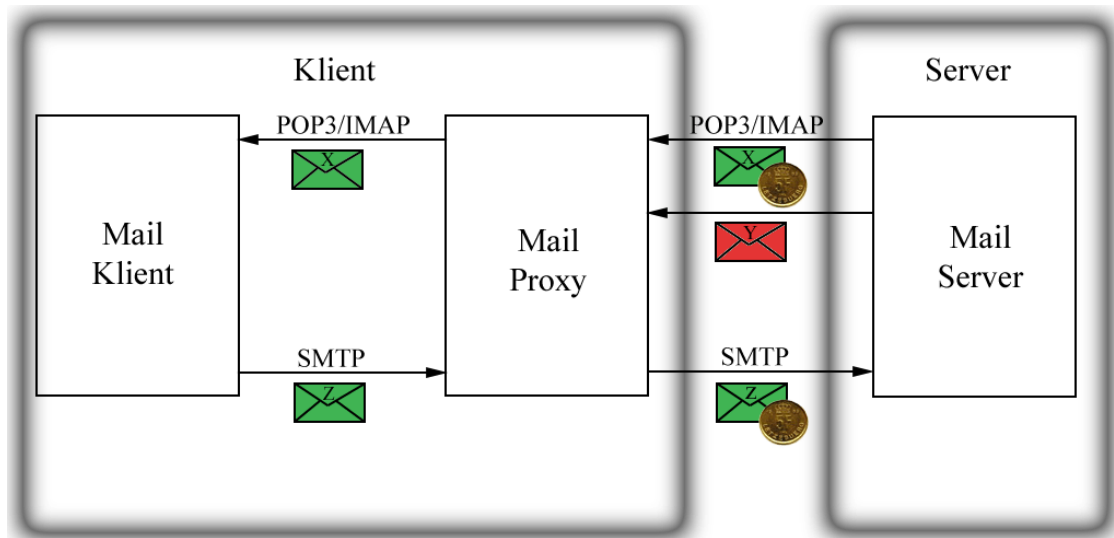 Klient
Server
POP3/IMAP
POP3/IMAP
X
X
Y
Mail
Klient
Mail
Proxy
Mail
Server
SMTP
SMTP
Z
Z